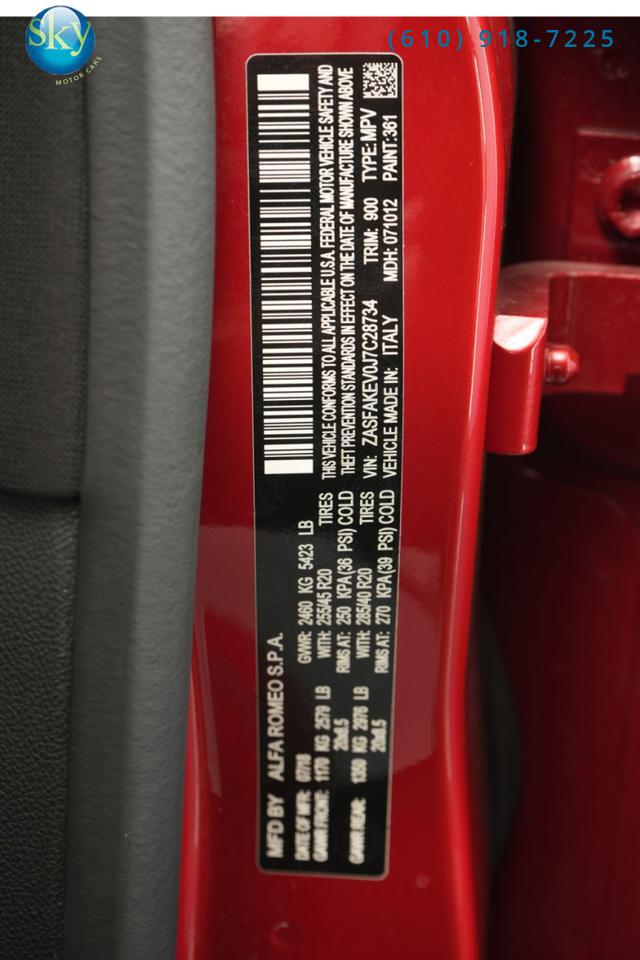 Sky
MOTOR CARS
(610) 918-7225
MFD BY ALFA ROMEO S.P.A.
DATE OF MFR: 07/18
GVWR: 2460 KG 5423 LB
GAWR FRONT: 1170 KG 2579 LB
WITH: 255/45 R20 TIRES
20x8.5
RIMS AT: 250 KPA(36 PSI) COLD
GAWR REAR: 1350 KG 2976 LB
WITH: 285/40 R20 TIRES
RIMS AT: 270 KPA(39 PSI) COLD
THIS VEHICLE CONFORMS TO ALL APPLICABLE U.S.A. FEDERAL MOTOR VEHICLE SAFETY AND
THEFT PREVENTION STANDARDS IN EFFECT ON THE DATE OF MANUFACTURE SHOWN ABOVE
VIN: ZASFAKEV0J7C28734 TRIM: 900 TYPE: MPV
VEHICLE MADE IN: ITALY MDH: 071012 PAINT: 361